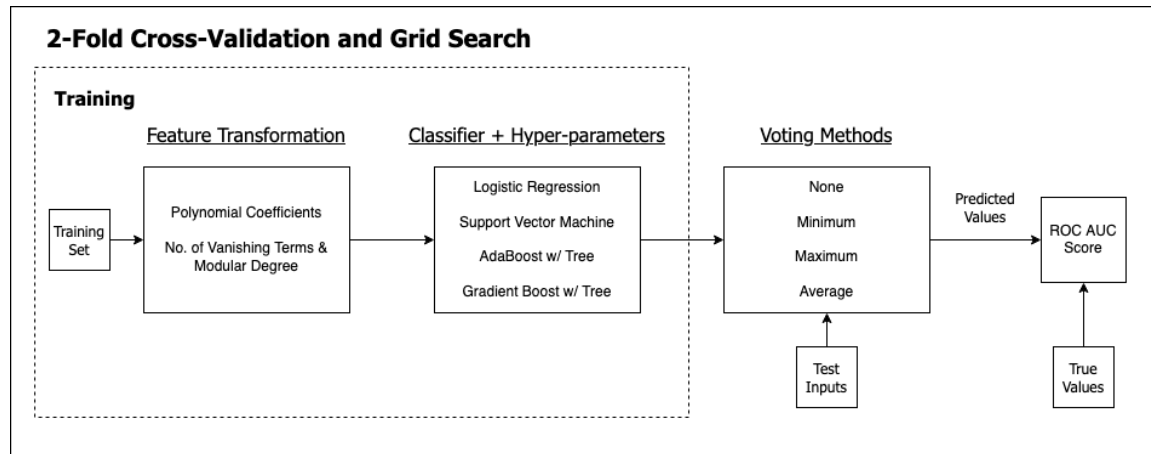 2-Fold Cross-Validation and Grid Search
Training
Feature Transformation
Classifier + Hyper-parameters
Voting Methods
Training
Set
Polynomial Coefficients
No. of Vanishing Terms &
Modular Degree
Logistic Regression
Support Vector Machine
AdaBoost w/ Tree
Gradient Boost w/ Tree
None
Minimum
Maximum
Average
Predicted
Values
ROC AUC
Score
Test
Inputs
True
Values